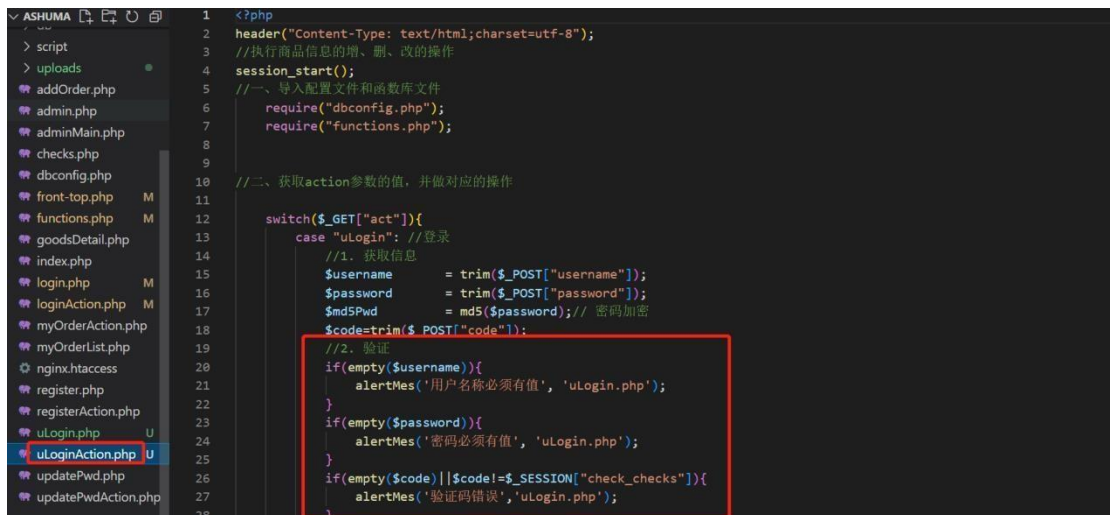 ASHUMA
script
uploads
addOrder.php
admin.php
adminMain.php
checks.php
dbconfig.php
front-top.php M
functions.php M
goodsDetail.php
index.php
login.php M
loginAction.php M
myOrderAction.php
myOrderList.php
nginx.htaccess
register.php
registerAction.php
uLogin.php U
uLoginAction.php U
updatePwd.php
updatePwdAction.php
1 <?php
2 header("Content-Type: text/html;charset=utf-8");
3 //执行商品信息的增、删、改的操作
4 session_start();
5 //一、导入配置文件和函数库文件
6 require("dbconfig.php");
7 require("functions.php");
8
9
10 //二、获取action参数的值，并做对应的操作
11
12 switch($_GET["act"]){
13 case "uLogin": //登录
14 //1. 获取信息
15 $username = trim($_POST["username"]);
16 $password = trim($_POST["password"]);
17 $md5Pwd = md5($password);// 密码加密
18 $code=trim($_POST["code"]);
19 //2. 验证
20 if(empty($username)){
21 alertMes('用户名称必须有值', 'uLogin.php');
22 }
23 if(empty($password)){
24 alertMes('密码必须有值', 'uLogin.php');
25 }
26 if(empty($code)||$code!=$_SESSION["check_checks"]){
27 alertMes('验证码错误','uLogin.php');
28 }